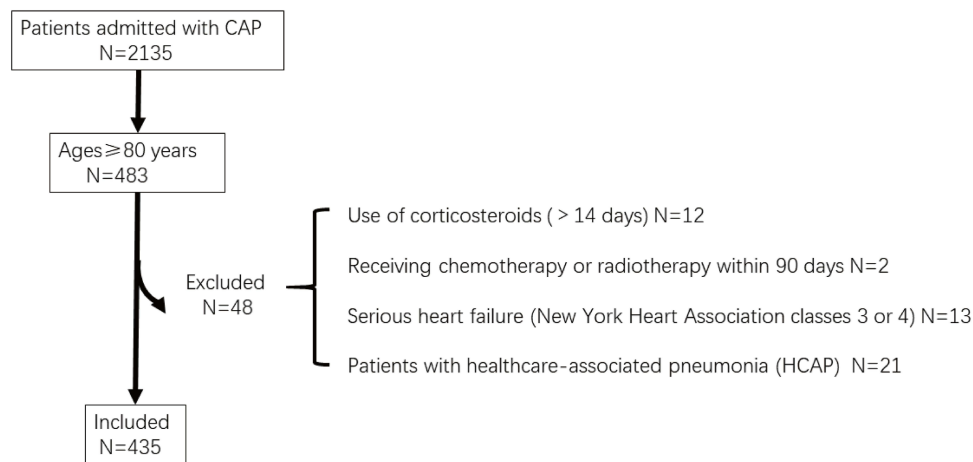 Patients admitted with CAP
N=2135
Ages⩾80 years
N=483
Excluded
N=48
Use of corticosteroids (＞14 days) N=12
Receiving chemotherapy or radiotherapy within 90 days N=2
Serious heart failure (New York Heart Association classes 3 or 4) N=13
Patients with healthcare-associated pneumonia (HCAP) N=21
Included
N=435